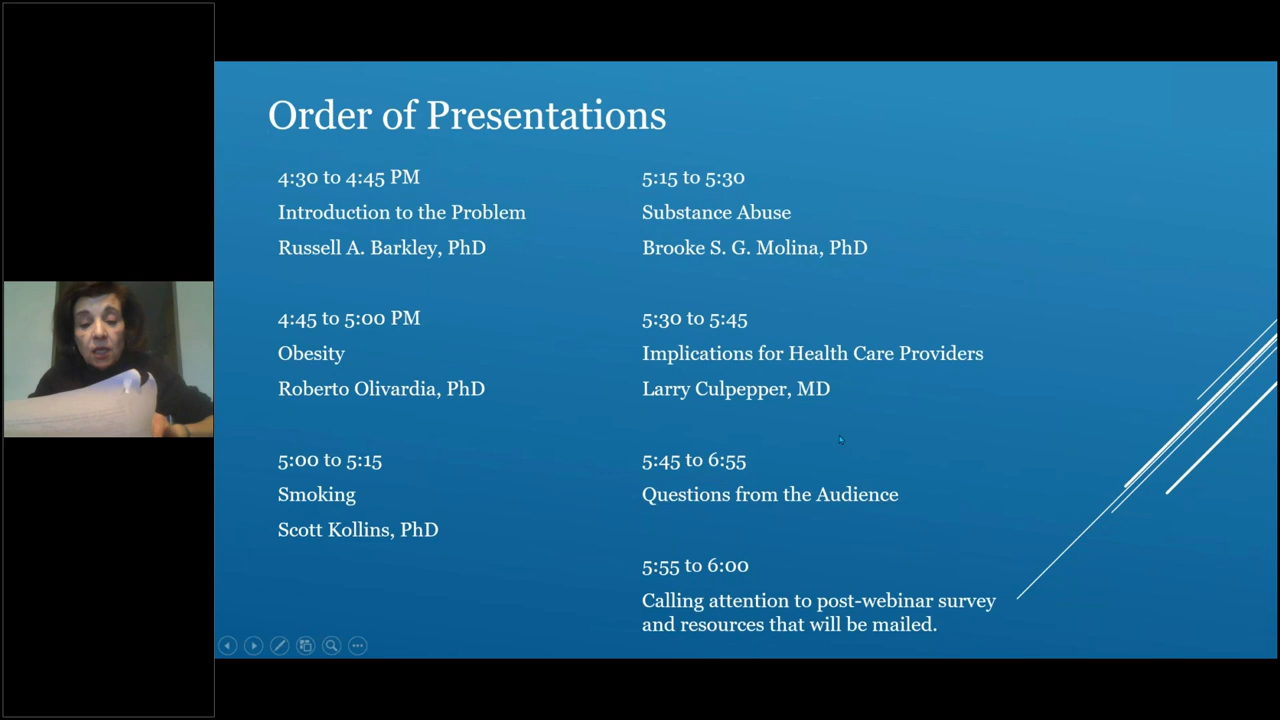 Order of Presentations
4:30 to 4:45 PM
Introduction to the Problem
Russell A. Barkley, PhD
4:45 to 5:00 PM
Obesity
Roberto Olivardia, PhD
5:00 to 5:15
Smoking
Scott Kollins, PhD
5:15 to 5:30
Substance Abuse
Brooke S. G. Molina, PhD
5:30 to 5:45
Implications for Health Care Providers
Larry Culpepper, MD
5:45 to 6:55
Questions from the Audience
5:55 to 6:00
Calling attention to post-webinar survey
and resources that will be mailed.